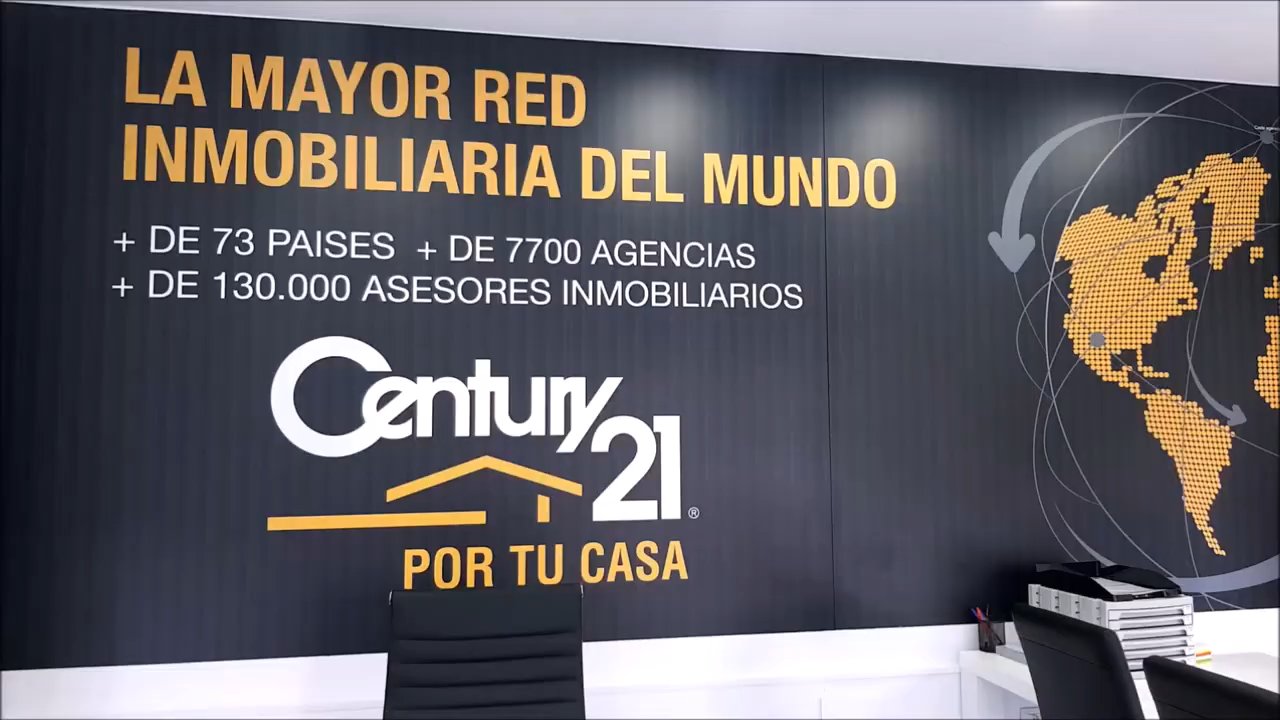 LA MAYOR RED
INMOBILIARIA DEL MUNDO
+ DE 73 PAISES + DE 7700 AGENCIAS
+ DE 130.000 ASESORES INMOBILIARIOS
Century
21®
POR TU CASA